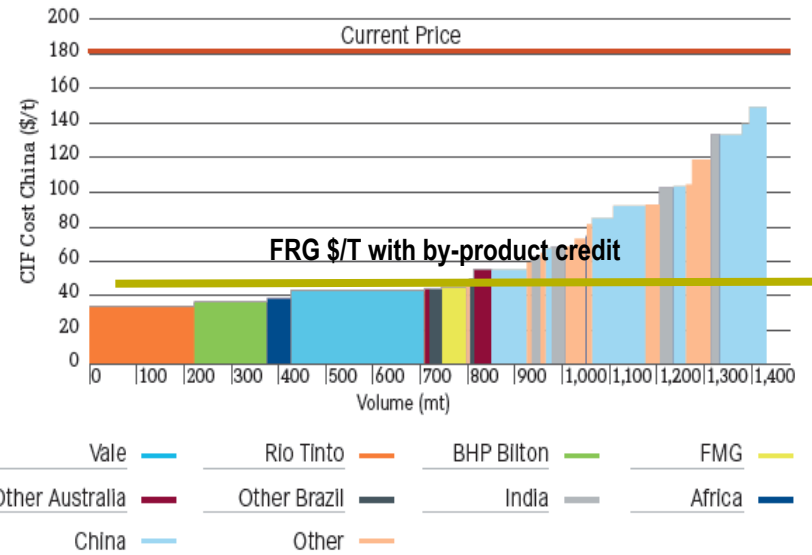 200
Current Price
180
160
140
120
100
80
60
40
20
0
CIF Cost China ($/t)
FRG $/T with by-product credit
0 100 200 300 400 500 600 700 800 900 1,000 1,100 1,200 1,300 1,400
Volume (mt)
Vale Rio Tinto BHP Bilton FMG
Other Australia Other Brazil India Africa
China Other